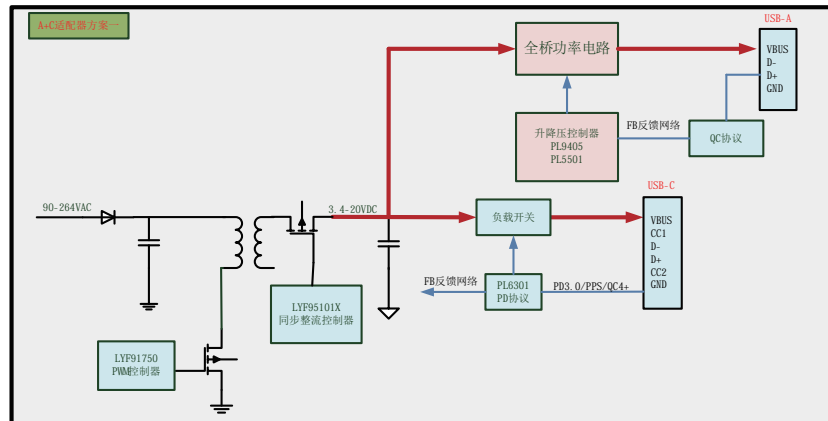 A+C适配器方案一
USB-A
全桥功率电路
VBUS
D-
D+
GND
升降压控制器
PL9405
PL5501
FB反馈网络
QC协议
USB-C
90-264VAC
3.4-20VDC
负载开关
VBUS
CC1
D-
D+
CC2
GND
FB反馈网络
PL6301
PD协议
PD3.0/PPS/QC4+
LYF95101X
同步整流控制器
LYF91750
PWM控制器